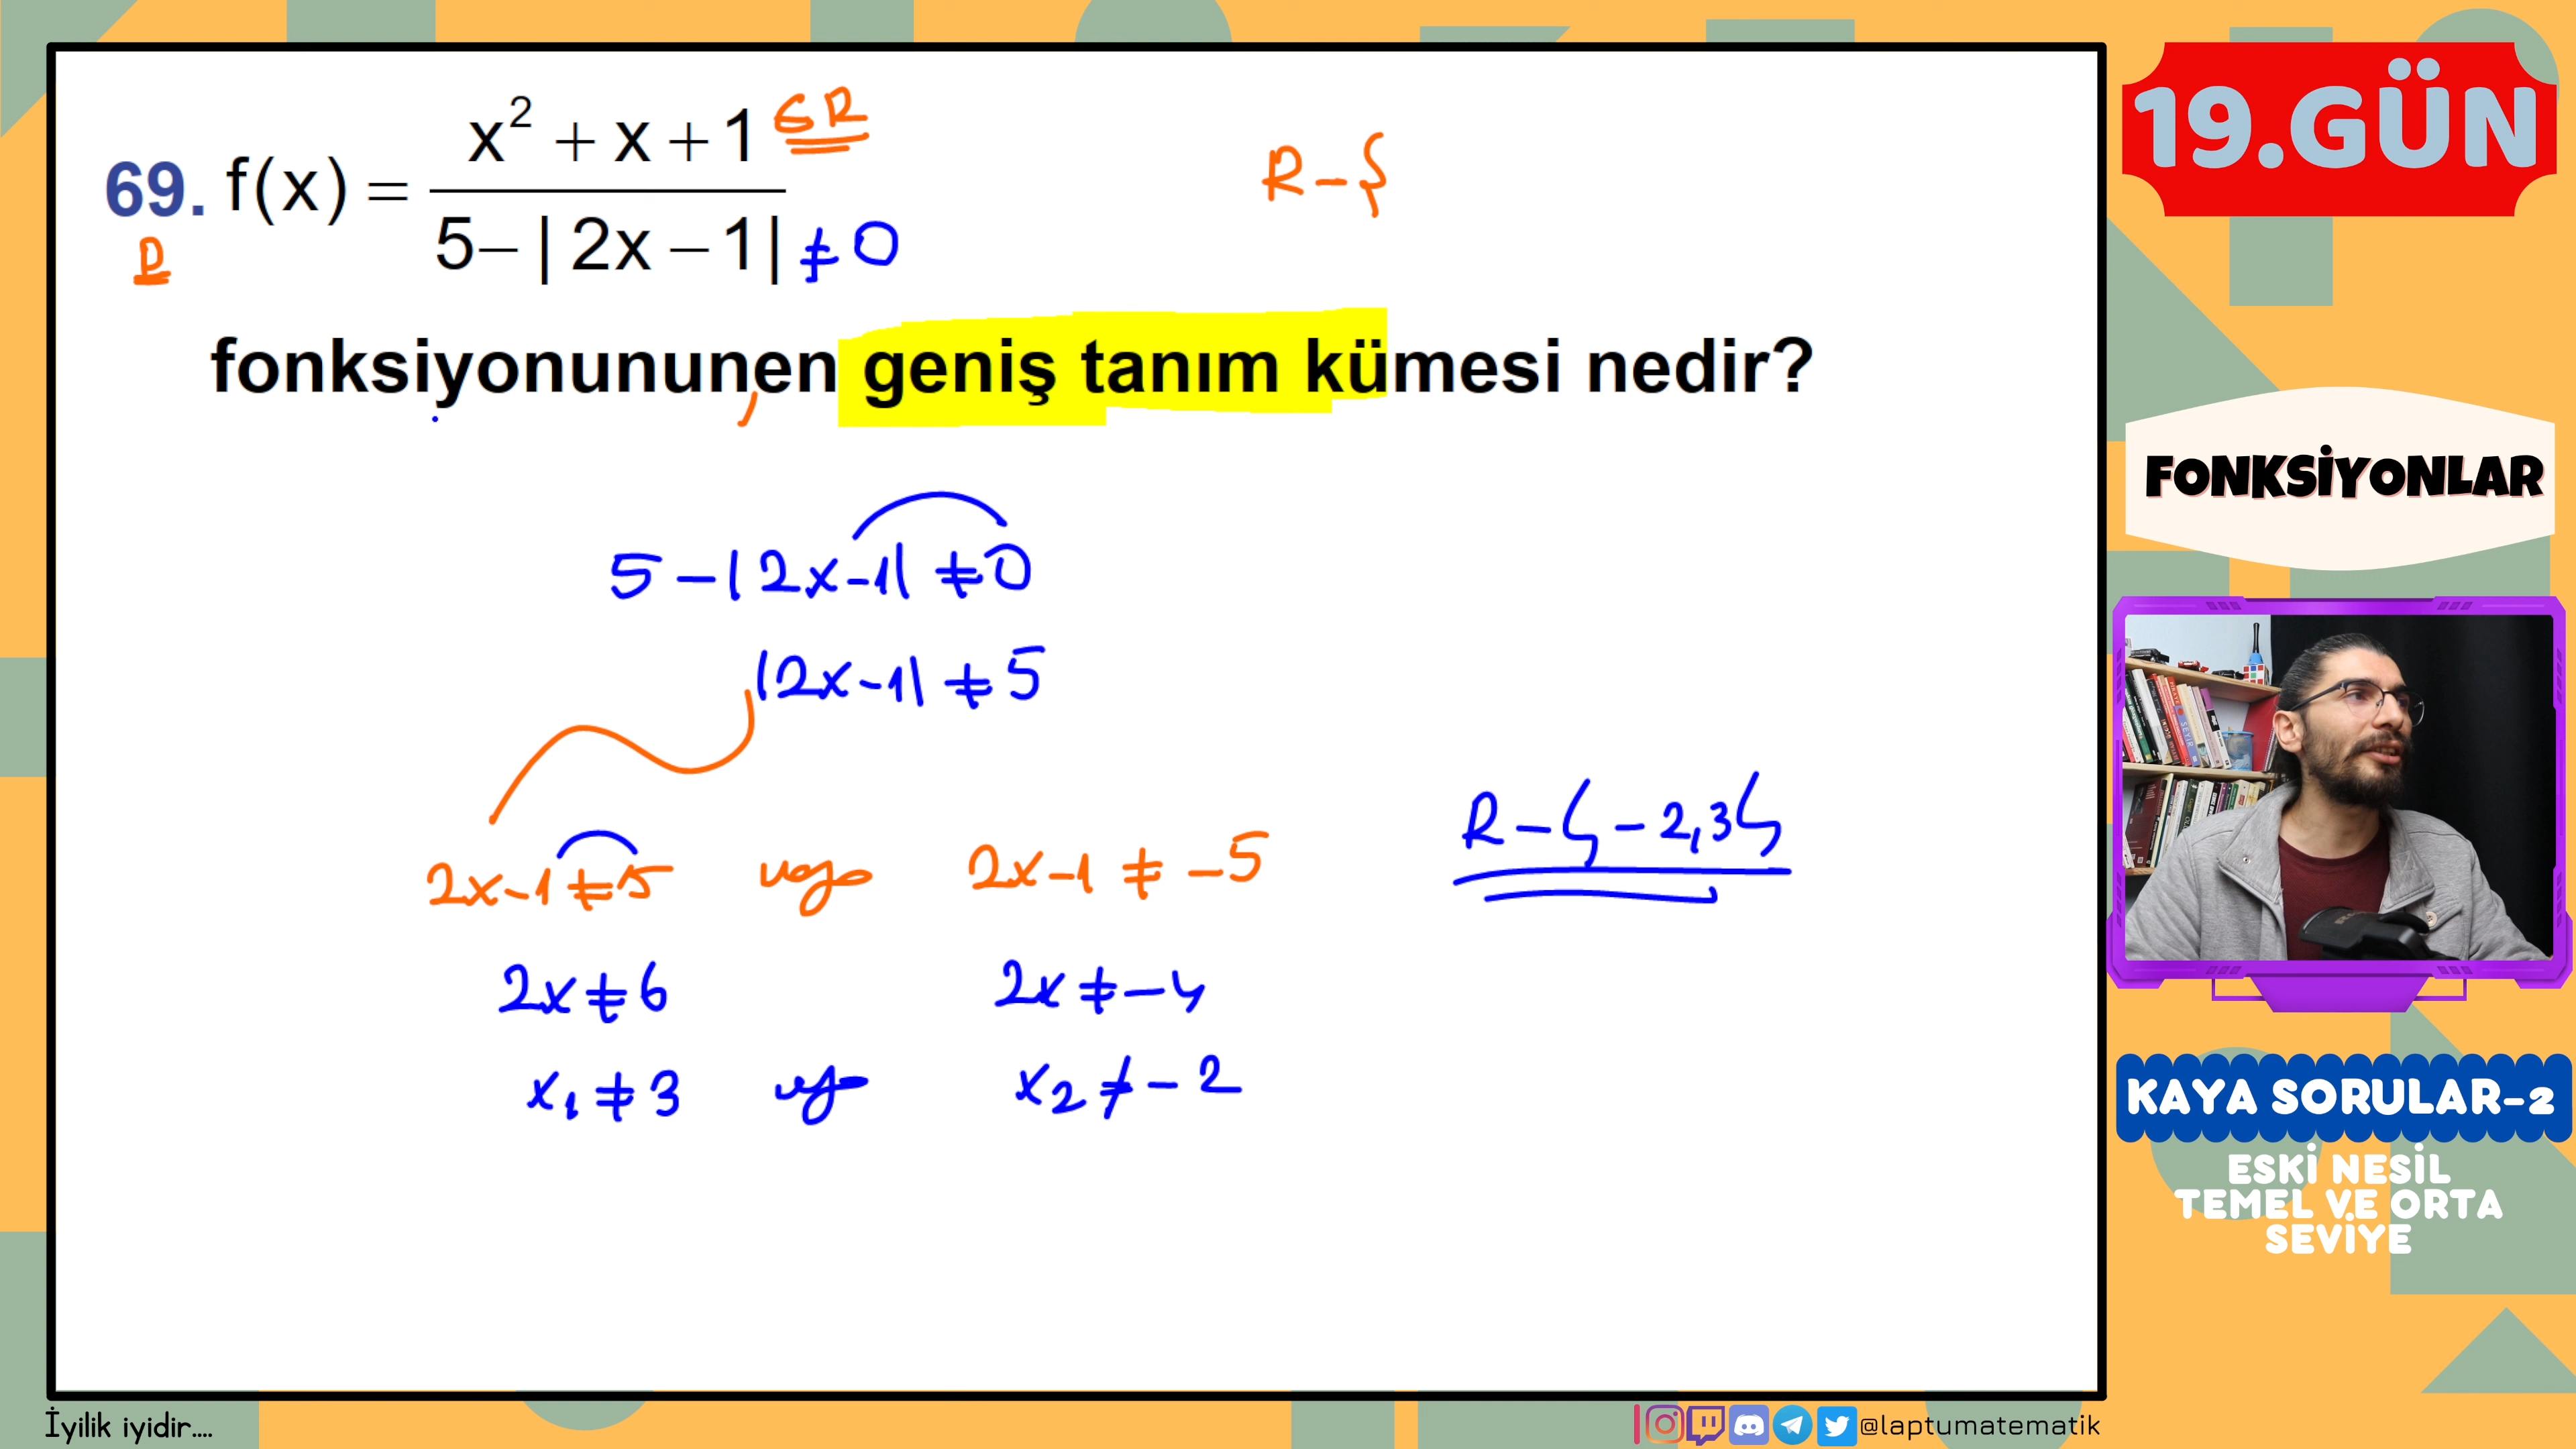 69. f(x) = x² + x + 1 / 5– | 2x – 1 | ≠ 0
∈R
R – {
fonksiyonununen geniş tanım kümesi nedir?
5 – |2x – 1| ≠ 0
|2x – 1| ≠ 5
2x – 1 ≠ 5 veya 2x – 1 ≠ –5
2x ≠ 6 2x ≠ –4
x₁ ≠ 3 veya x₂ ≠ –2
R – {–2,3}
19.GÜN
FONKSİYONLAR
KAYA SORULAR-2
ESKİ NESİL
TEMEL VE ORTA
SEVİYE
İyilik iyidir....
@laptumatematik